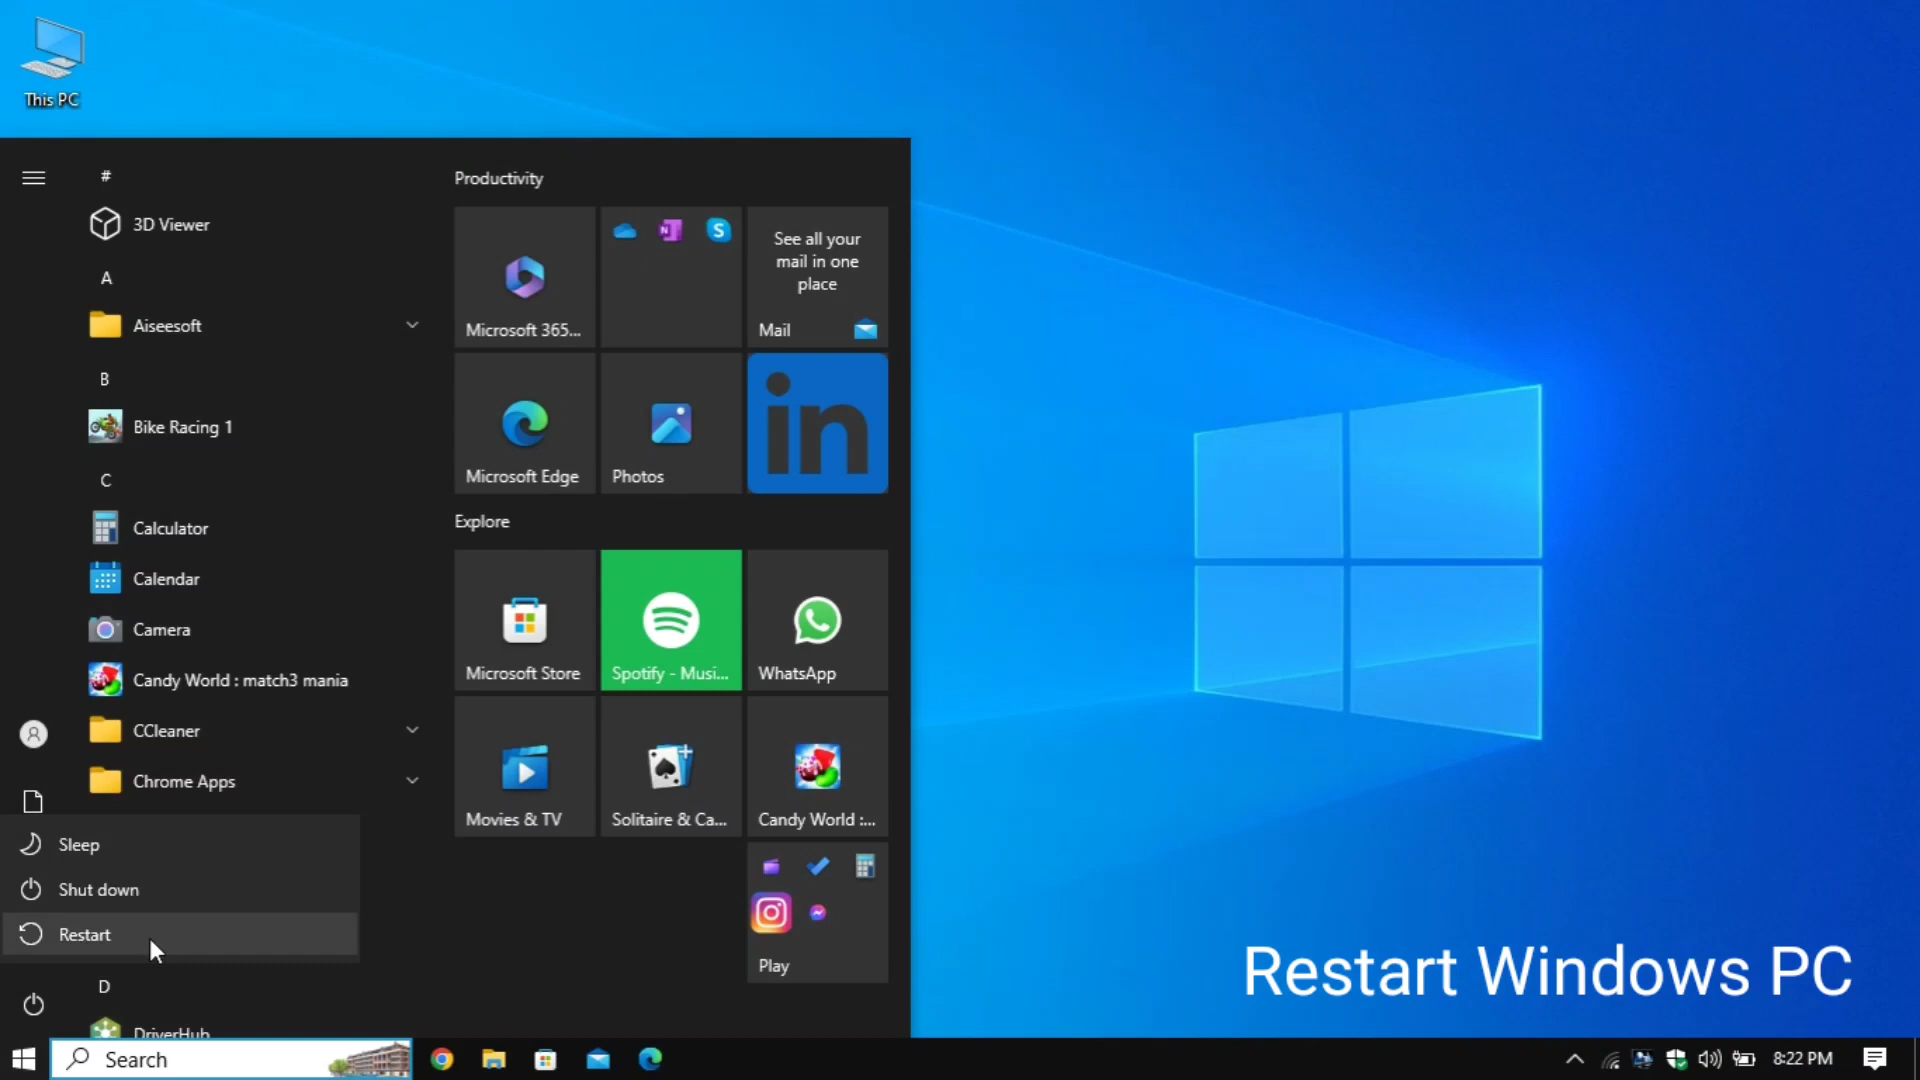 This PC
#
3D Viewer
A
Aiseesoft
B
Bike Racing 1
C
Calculator
Calendar
Camera
Candy World : match3 mania
CCleaner
Chrome Apps
Sleep
Shut down
Restart
D
DriverHub
Productivity
Microsoft 365...
See all your
mail in one
place
Mail
Microsoft Edge
Photos
in
Explore
Microsoft Store
Spotify - Musi...
WhatsApp
Movies & TV
Solitaire & Ca...
Candy World :...
Play
Restart Windows PC
Search
8:22 PM